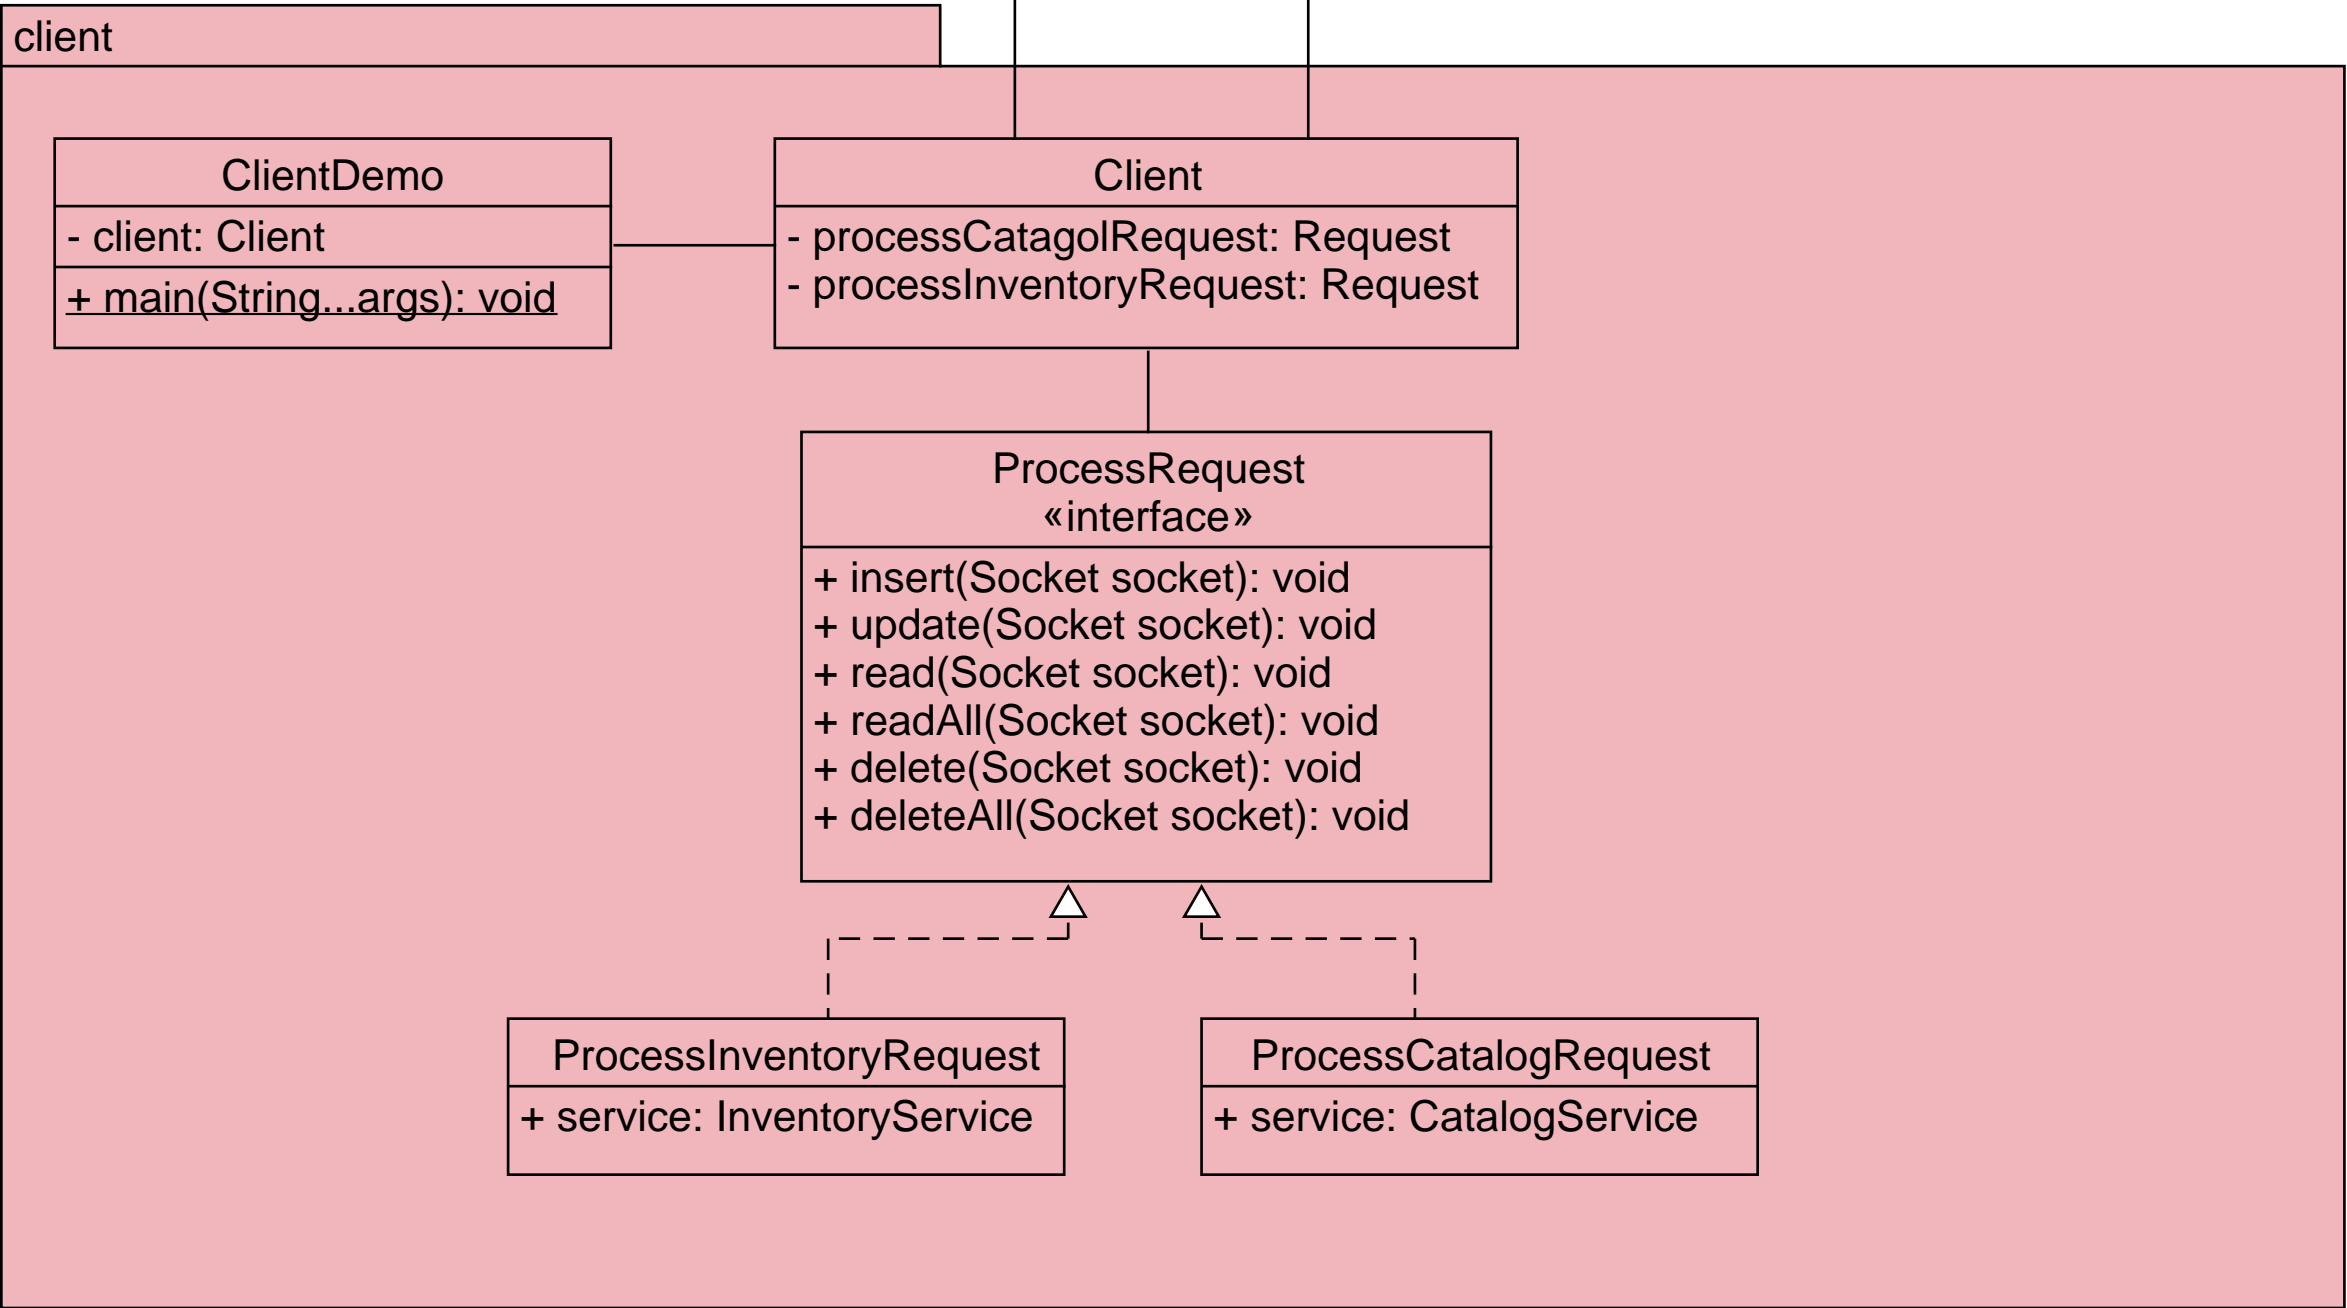 client
ClientDemo
- client: Client
+ main(String...args): void
Client
- processCatagolRequest: Request
- processInventoryRequest: Request
ProcessRequest
«interface»
+ insert(Socket socket): void
+ update(Socket socket): void
+ read(Socket socket): void
+ readAll(Socket socket): void
+ delete(Socket socket): void
+ deleteAll(Socket socket): void
ProcessInventoryRequest
+ service: InventoryService
ProcessCatalogRequest
+ service: CatalogService